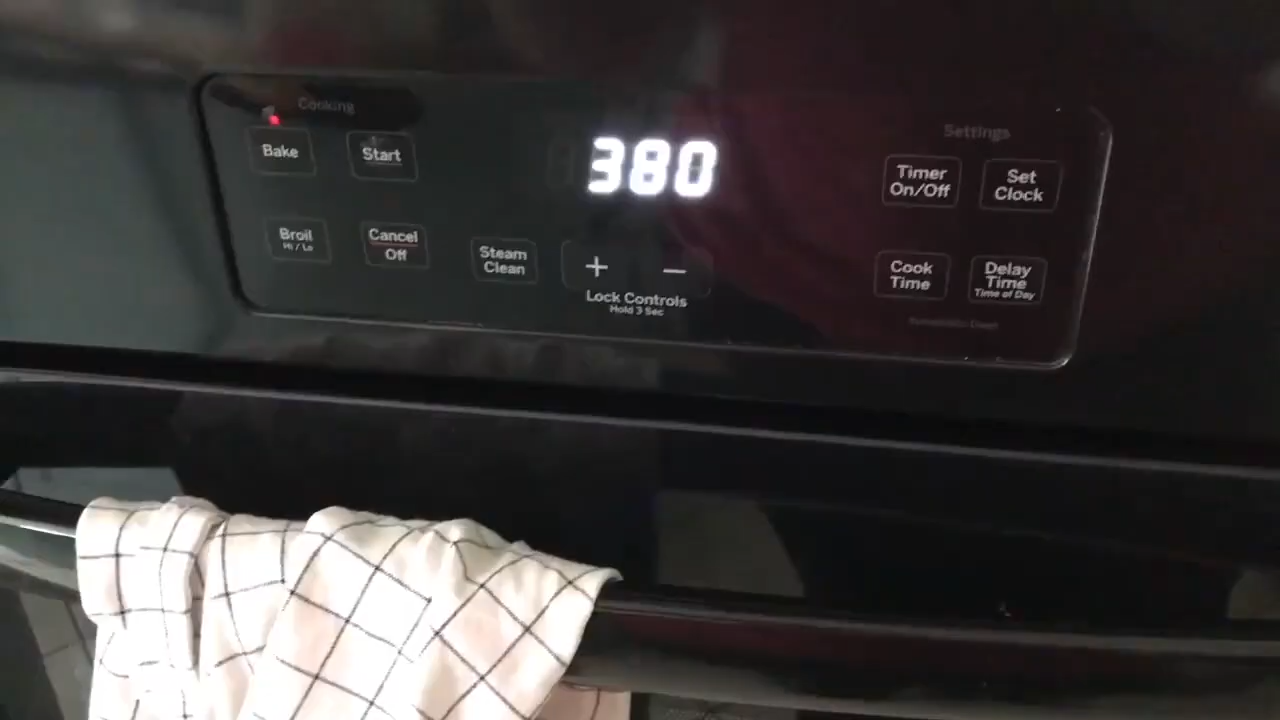 Cooking
Bake
Start
380
Settings
Timer
On/Off
Set
Clock
Broil
Hi / Lo
Cancel
Off
Steam
Clean
+
−
Lock Controls
Hold 3 Sec
Cook
Time
Delay
Time
Time of Day